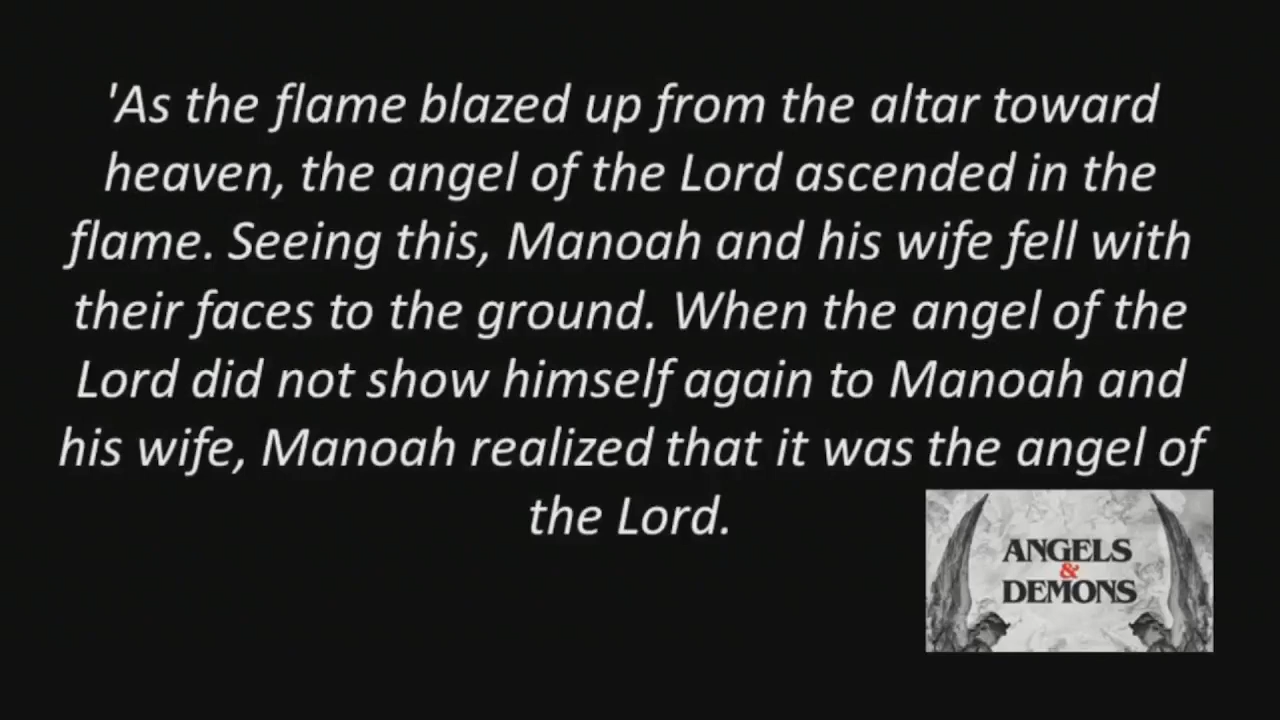 'As the flame blazed up from the altar toward
heaven, the angel of the Lord ascended in the
flame. Seeing this, Manoah and his wife fell with
their faces to the ground. When the angel of the
Lord did not show himself again to Manoah and
his wife, Manoah realized that it was the angel of
the Lord.
ANGELS
&
DEMONS